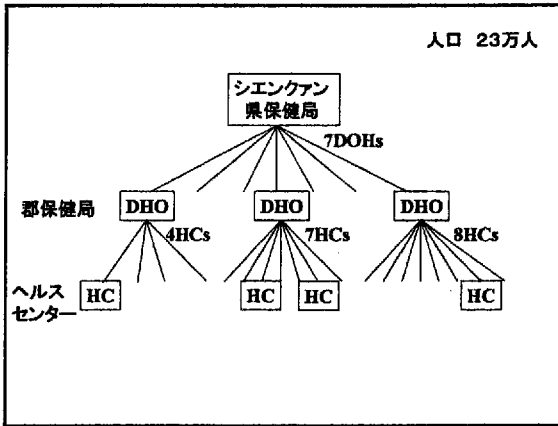 人口 23万人
シエンクァン
県保健局
7DOHs
郡保健局
DHO
DHO
DHO
4HCs
7HCs
8HCs
ヘルス
センター
HC
HC
HC
HC